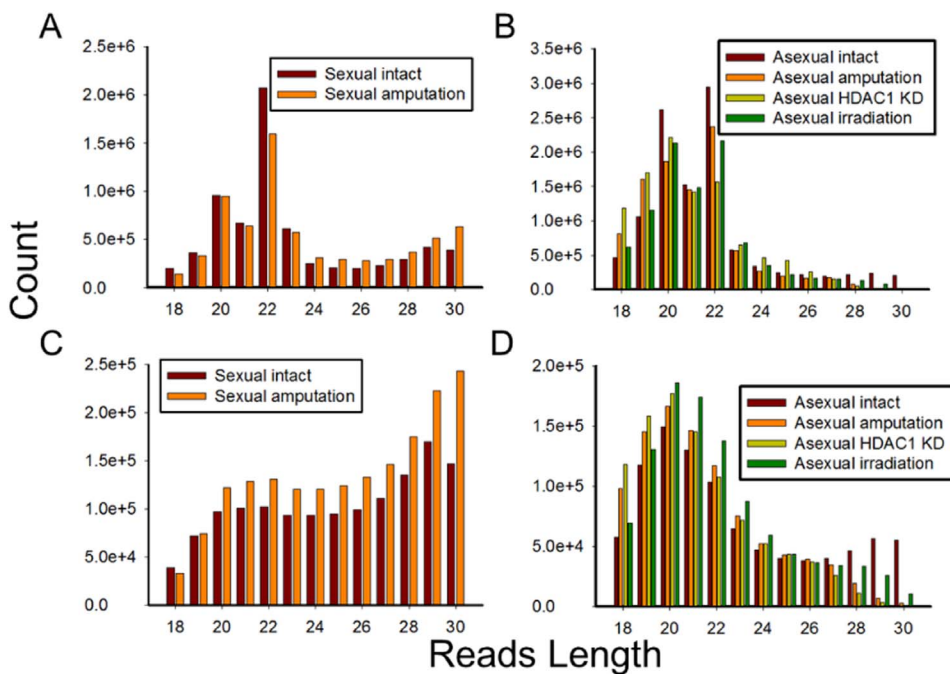 A
2.5e+6
2.0e+6
1.5e+6
1.0e+6
5.0e+5
0.0
Sexual intact
Sexual amputation
18 20 22 24 26 28 30
B
3.5e+6
3.0e+6
2.5e+6
2.0e+6
1.5e+6
1.0e+6
5.0e+5
0.0
Asexual intact
Asexual amputation
Asexual HDAC1 KD
Asexual irradiation
18 20 22 24 26 28 30
Count
C
2.5e+5
2.0e+5
1.5e+5
1.0e+5
5.0e+4
0.0
Sexual intact
Sexual amputation
18 20 22 24 26 28 30
D
2.0e+5
1.5e+5
1.0e+5
5.0e+4
0.0
Asexual intact
Asexual amputation
Asexual HDAC1 KD
Asexual irradiation
18 20 22 24 26 28 30
Reads Length